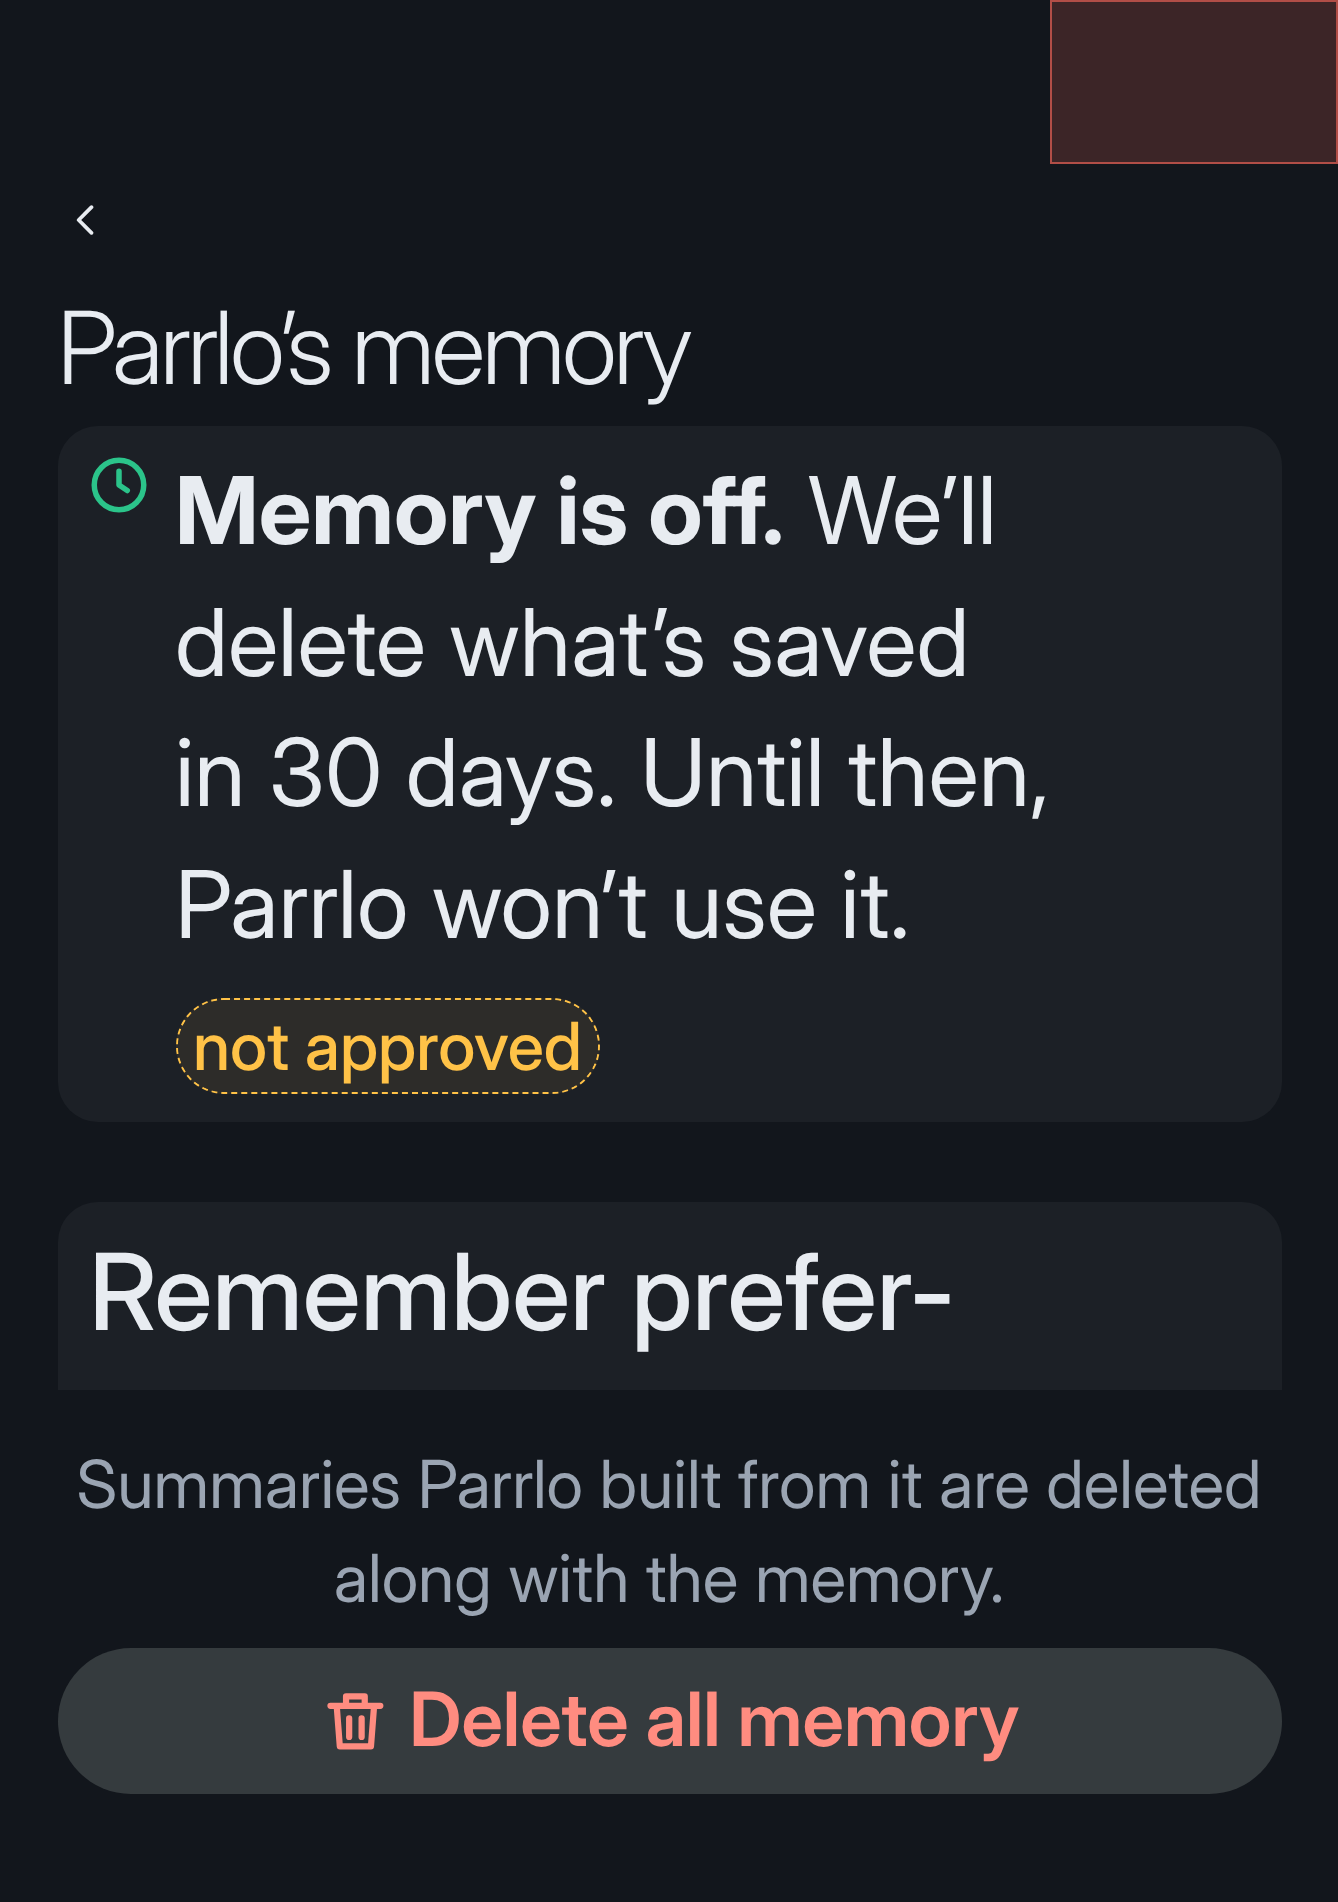 Parrlo’s memory
Memory is off. We’ll
delete what’s saved
in 30 days. Until then,
Parrlo won’t use it.
not approved
Remember prefer-
Summaries Parrlo built from it are deleted
along with the memory.
Delete all memory